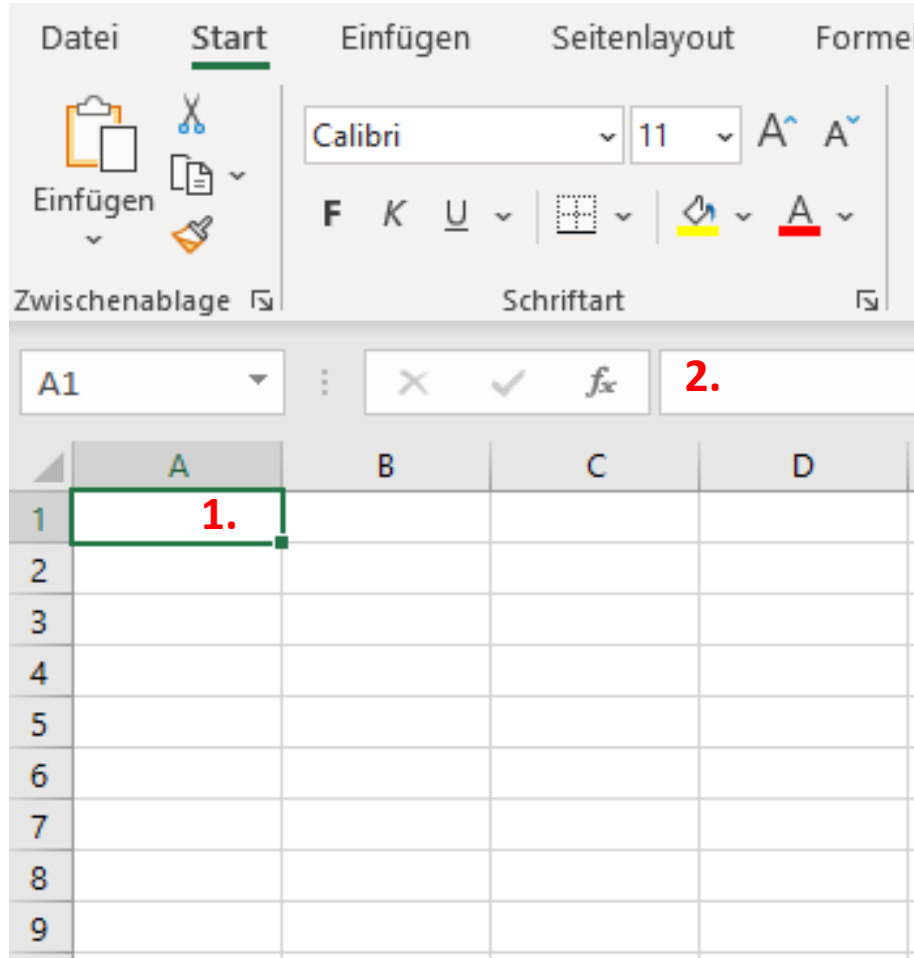 Datei Start Einfügen Seitenlayout Formel
Calibri 11 A A
Einfügen
F K U A
Zwischenablage Schriftart
A1 fx 2.
A B C D
1 1.
2
3
4
5
6
7
8
9